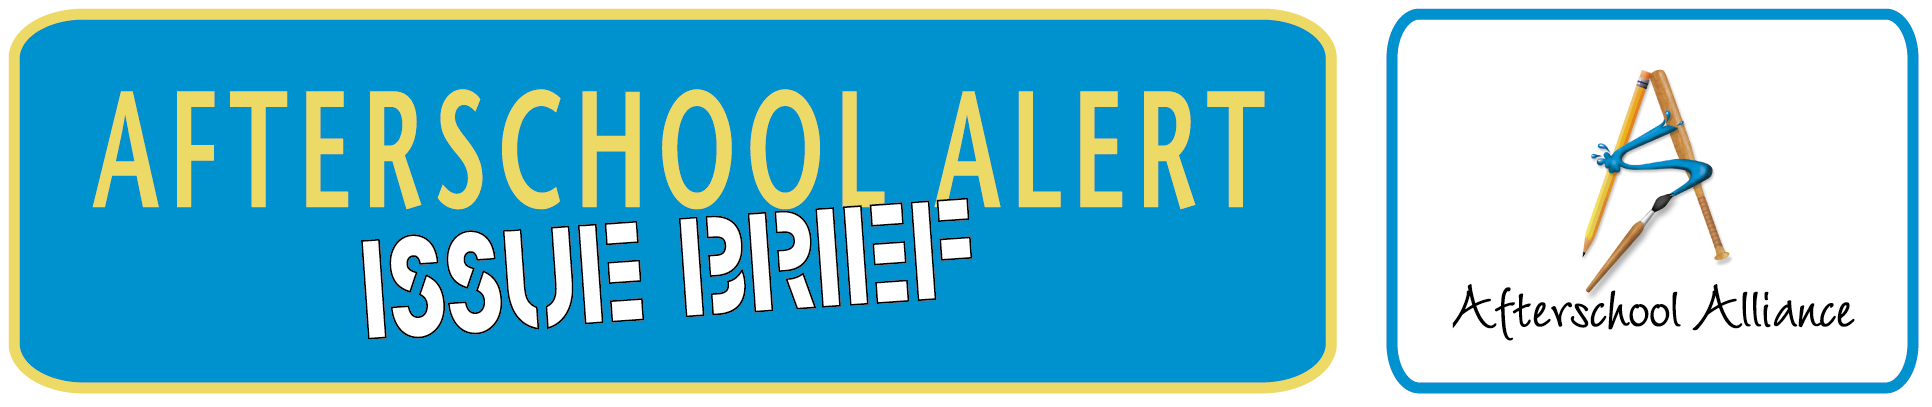 AFTERSCHOOL ALERT
ISSUE BRIEF
Afterschool Alliance